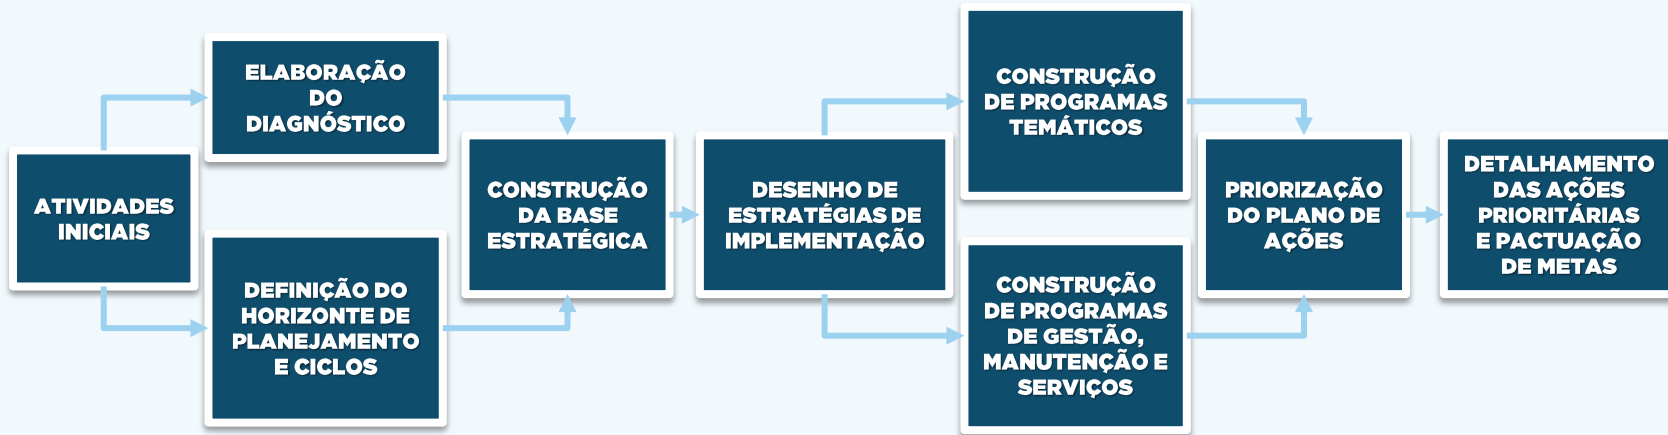 ATIVIDADES
INICIAIS
ELABORAÇÃO
DO
DIAGNÓSTICO
DEFINIÇÃO DO
HORIZONTE DE
PLANEJAMENTO
E CICLOS
CONSTRUÇÃO
DA BASE
ESTRATÉGICA
DESENHO DE
ESTRATÉGIAS DE
IMPLEMENTAÇÃO
CONSTRUÇÃO
DE PROGRAMAS
TEMÁTICOS
CONSTRUÇÃO
DE PROGRAMAS
DE GESTÃO,
MANUTENÇÃO E
SERVIÇOS
PRIORIZAÇÃO
DO PLANO DE
AÇÕES
DETALHAMENTO
DAS AÇÕES
PRIORITÁRIAS
E PACTUAÇÃO
DE METAS